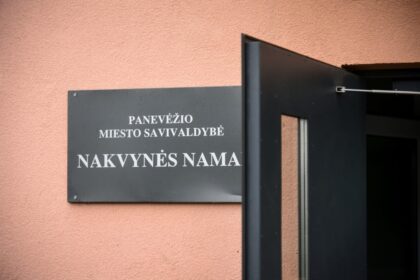 PANEVĖŽIO
MIESTO SAVIVALDYBĖ
NAKVYNĖS NAMA